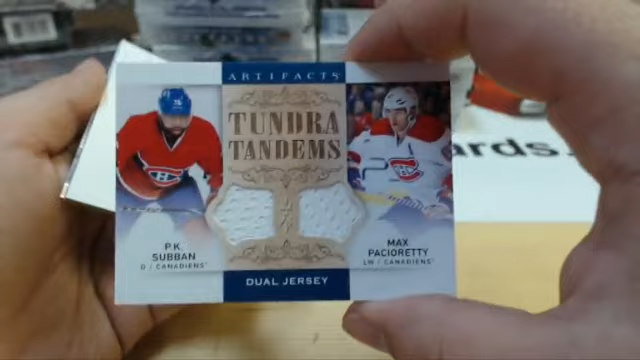 ARTIFACTS
TUNDRA
TANDEMS
P.K.
SUBBAN
D / CANADIENS
MAX
PACIORETTY
LW / CANADIENS
DUAL JERSEY
ards.